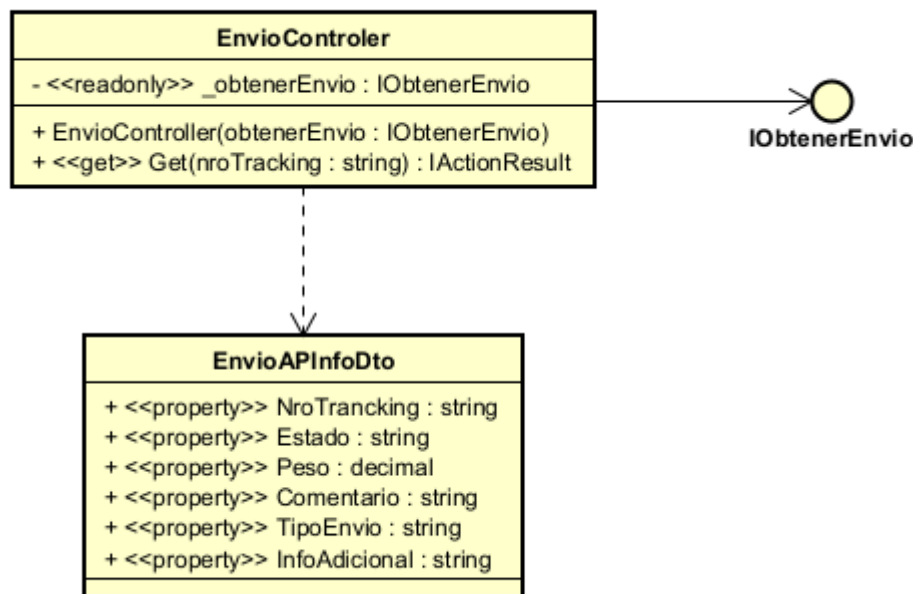 EnvioControler
- <<readonly>> _obtenerEnvio : IObtenerEnvio
+ EnvioController(obtenerEnvio : IObtenerEnvio)
+ <<get>> Get(nroTracking : string) : IActionResult
IObtenerEnvio
EnvioAPInfoDto
+ <<property>> NroTrancking : string
+ <<property>> Estado : string
+ <<property>> Peso : decimal
+ <<property>> Comentario : string
+ <<property>> TipoEnvio : string
+ <<property>> InfoAdicional : string